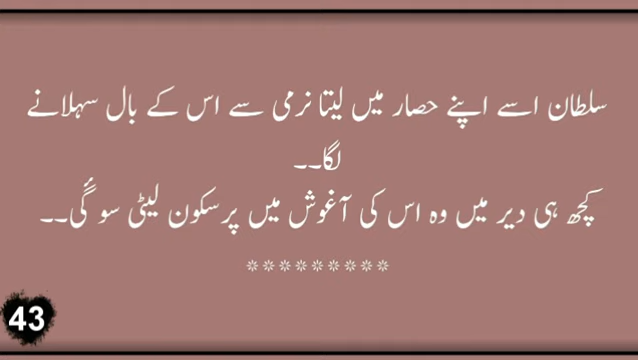 سلطان اسے اپنے حصار میں لیتا نرمی سے اس کے بال سہلانے
لگا۔۔
کچھ ہی دیر میں وہ اس کی آغوش میں پرسکون لیٹی سو گئی۔۔
*********
43